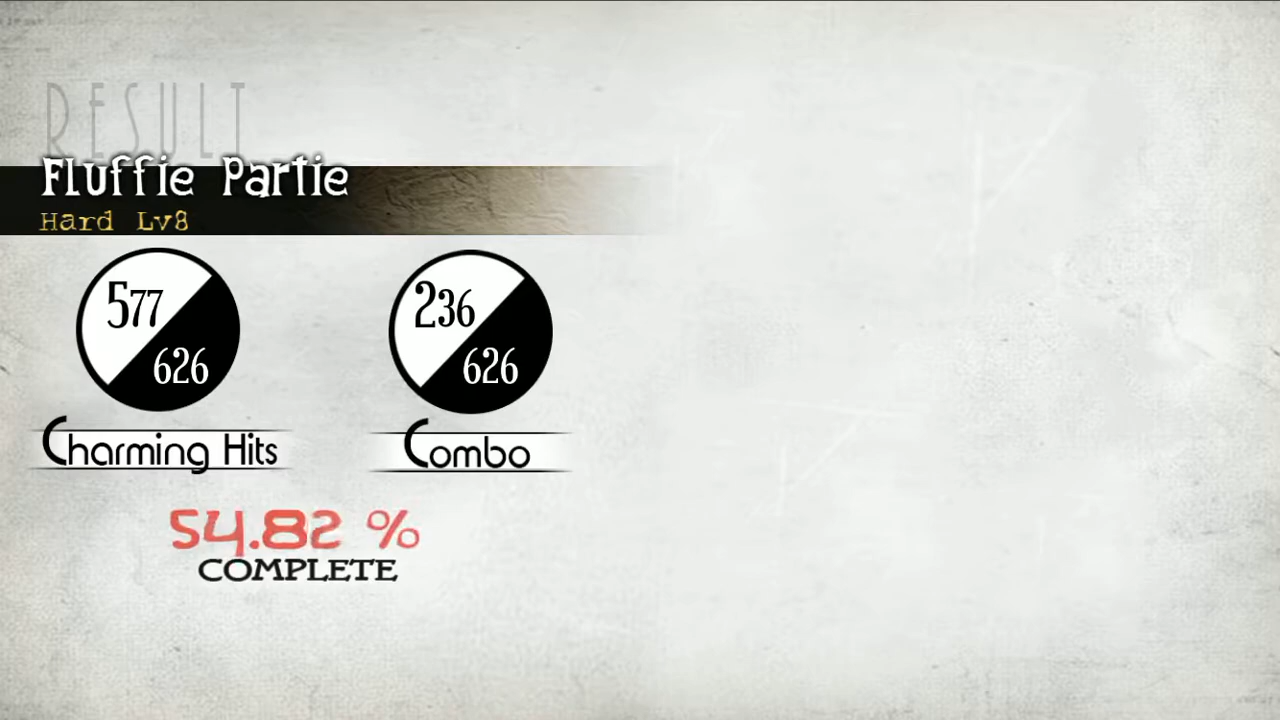 RESULT
Fluffie Partie
Hard Lv8
577
626
236
626
Charming Hits
Combo
54.82 %
COMPLETE